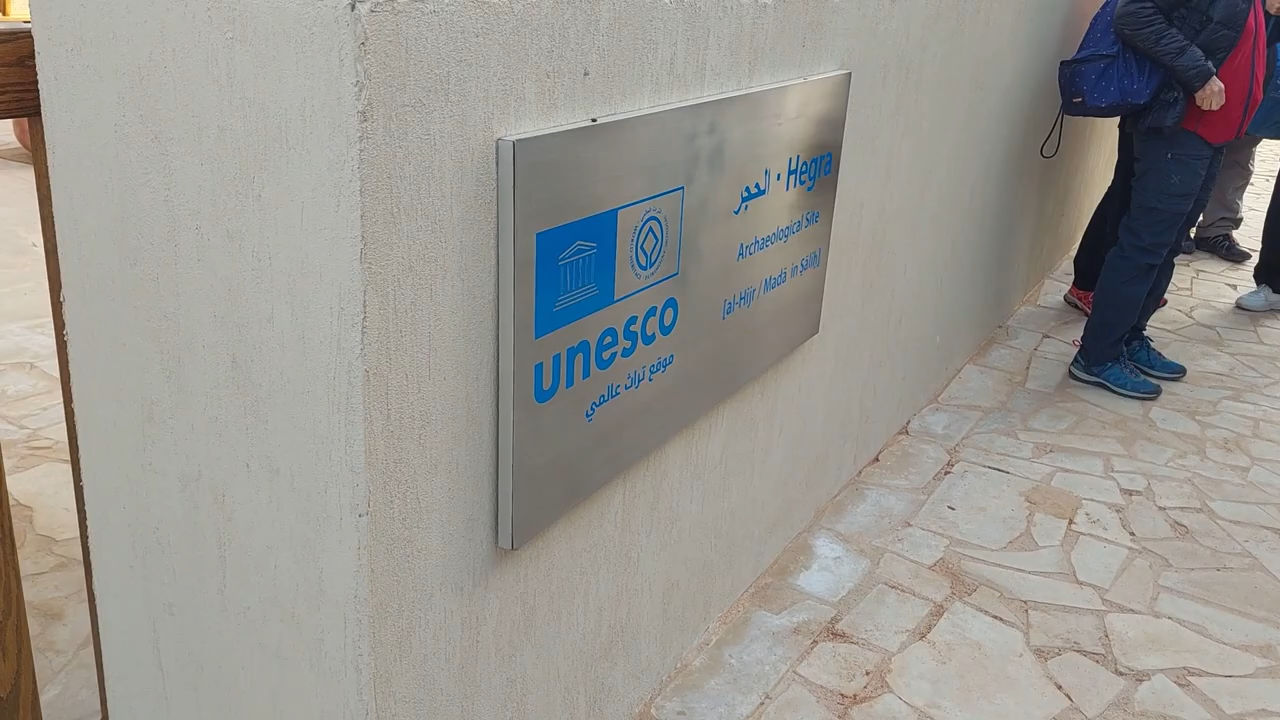 unesco
موقع تراث عالمي
الحجر · Hegra
Archaeological Site
[al-Hijr / Madā in Ṣāliḥ]